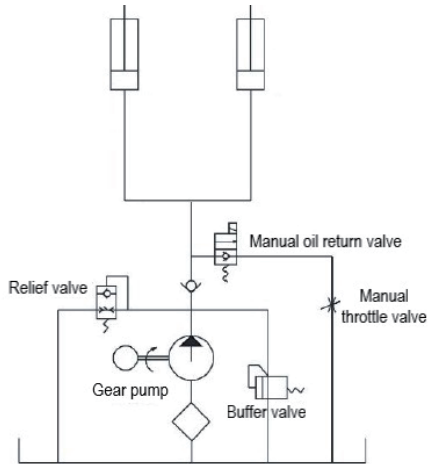 Manual oil return valve
Relief valve
Manual
throttle valve
Gear pump
Buffer valve